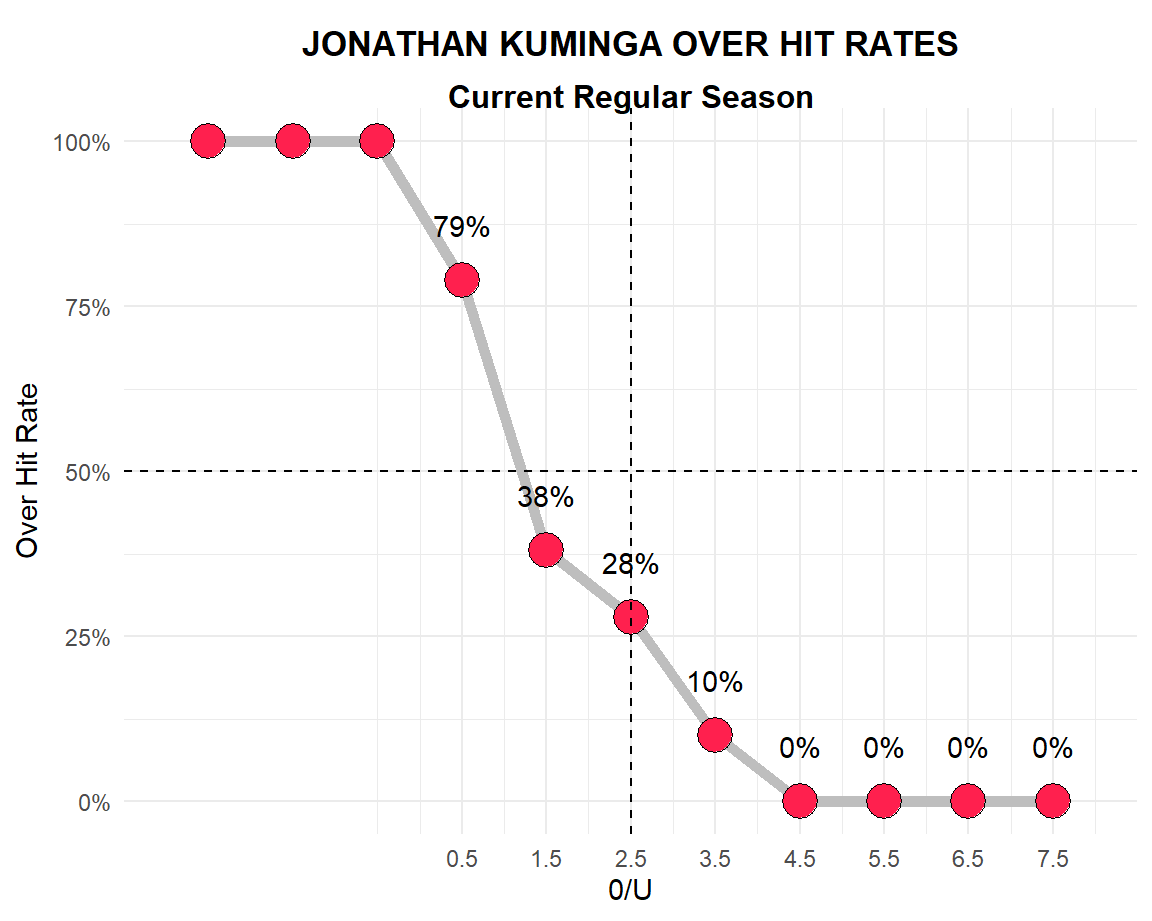 JONATHAN KUMINGA OVER HIT RATES
Current Regular Season
Over Hit Rate
100%
75%
50%
25%
0%
79%
38%
28%
10%
0% 0% 0% 0%
0.5 1.5 2.5 3.5 4.5 5.5 6.5 7.5
0/U